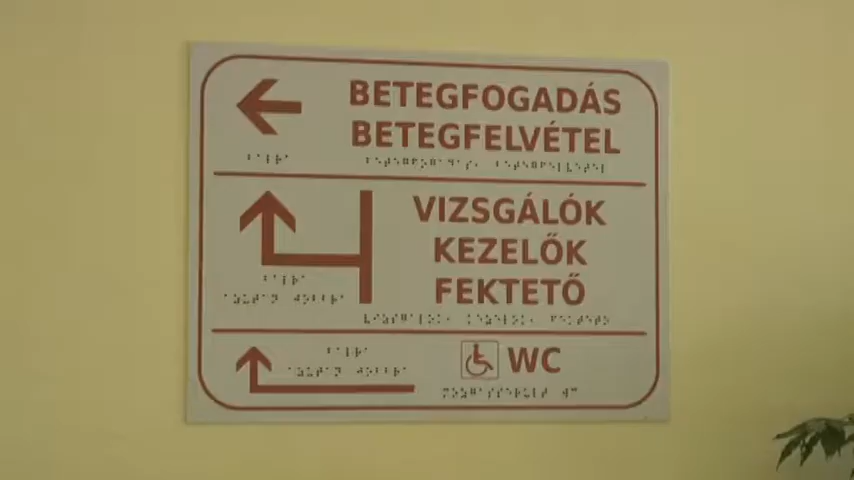 BETEGFOGADÁS
BETEGFELVÉTEL
VIZSGÁLÓK
KEZELŐK
FEKTETŐ
WC